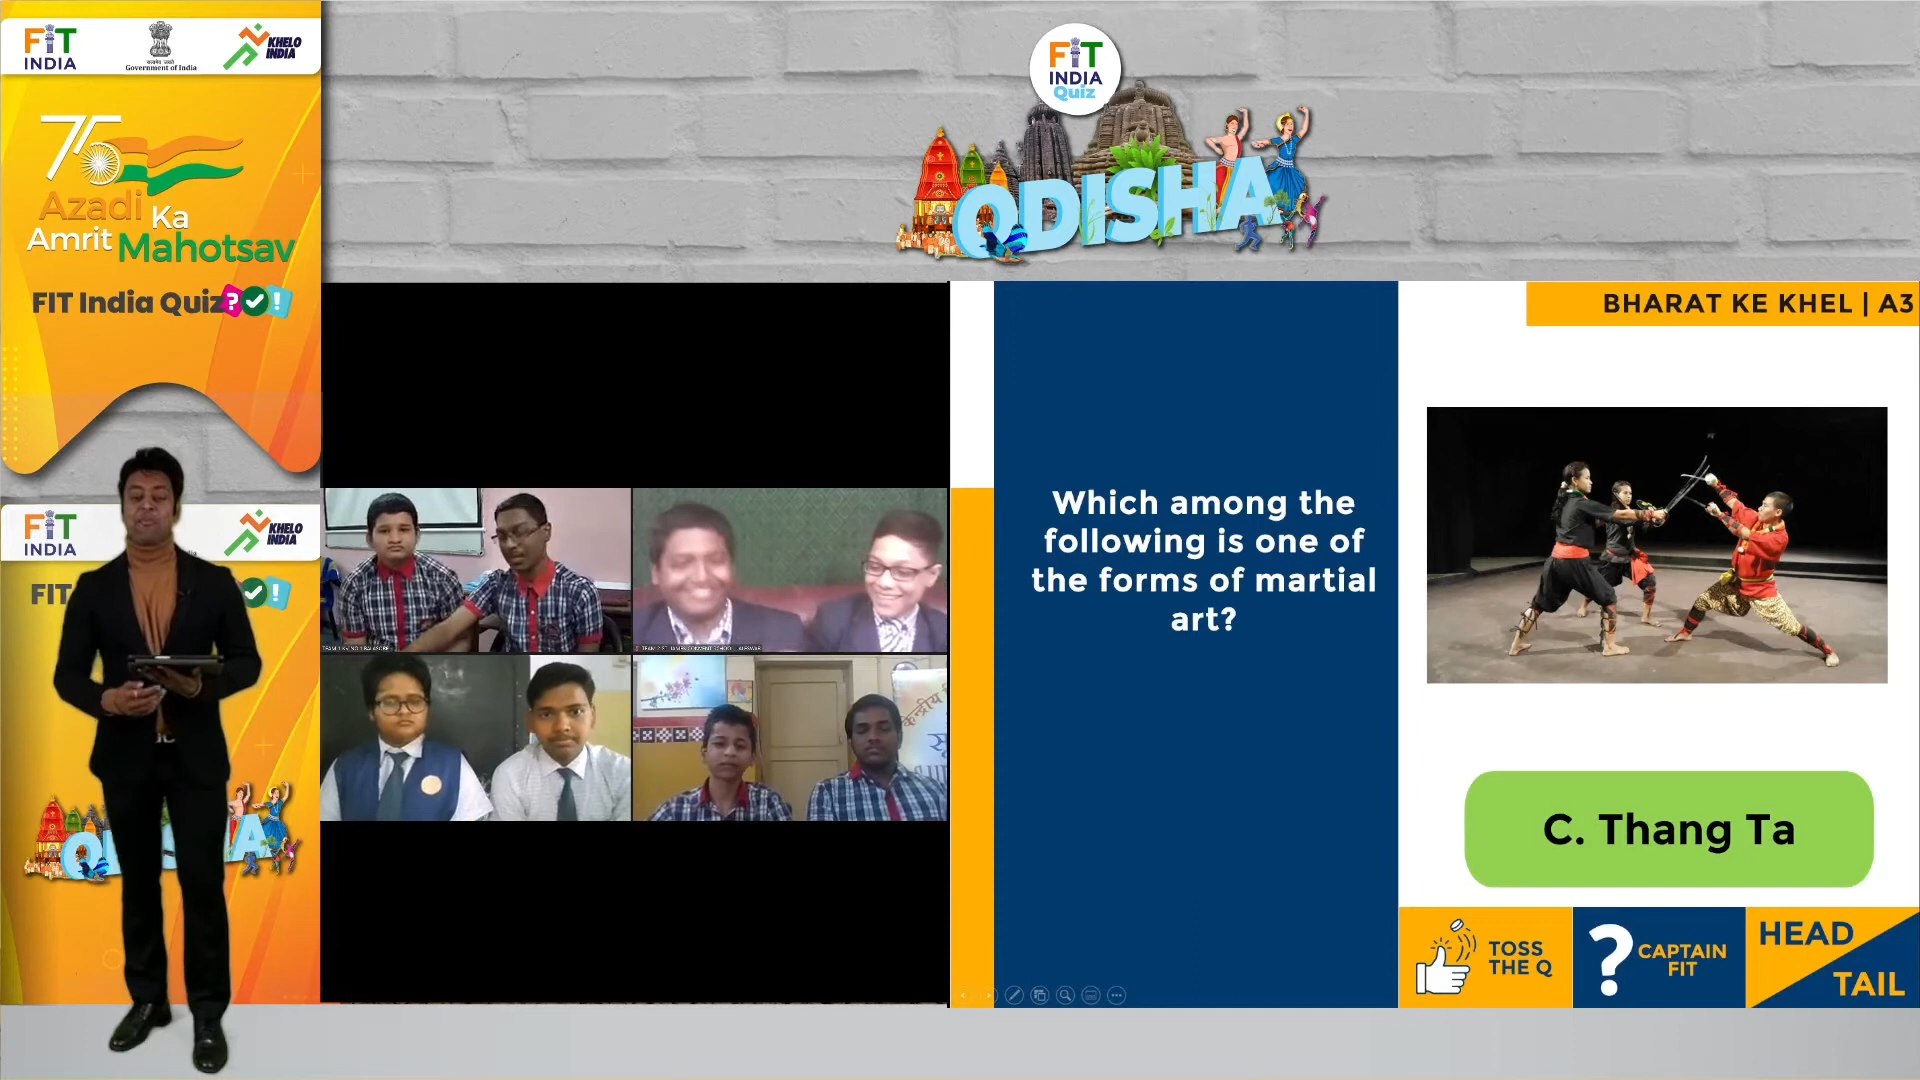 FiT
INDIA
Government of India
KHELO
INDIA
75
Azadi Ka
Amrit Mahotsav
FIT India Quiz?!
FiT
INDIA
KHELO
INDIA
FIT
!
FiT
INDIA
Quiz
ODISHA
BHARAT KE KHEL | A3
Which among the
following is one of
the forms of martial
art?
C. Thang Ta
TOSS
THE Q
?
CAPTAIN
FIT
HEAD
TAIL